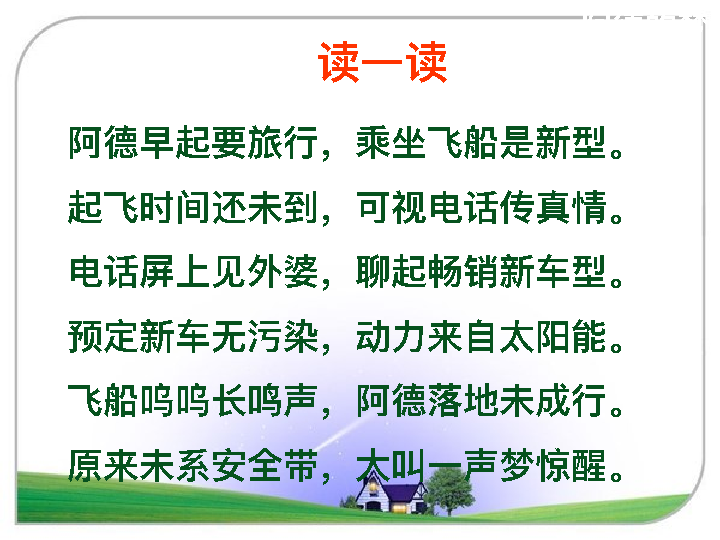 读一读
阿德早起要旅行，乘坐飞船是新型。
起飞时间还未到，可视电话传真情。
电话屏上见外婆，聊起畅销新车型。
预定新车无污染，动力来自太阳能。
飞船呜呜长鸣声，阿德落地未成行。
原来未系安全带，大叫一声梦惊醒。